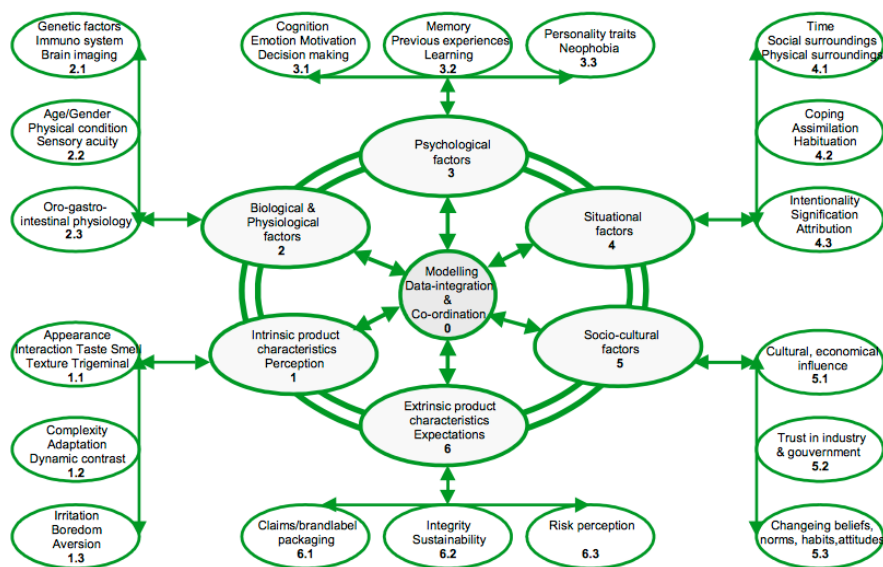 Genetic factors
Immuno system
Brain imaging
2.1
Cognition
Emotion Motivation
Decision making
3.1
Memory
Previous experiences
Learning
3.2
Personality traits
Neophobia
3.3
Time
Social surroundings
Physical surroundings
4.1
Age/Gender
Physical condition
Sensory acuity
2.2
Psychological
factors
3
Coping
Assimilation
Habituation
4.2
Oro-gastro-
intestinal physiology
2.3
Biological &
Physiological
factors
2
Situational
factors
4
Intentionality
Signification
Attribution
4.3
Modelling
Data-integration
&
Co-ordination
0
Appearance
Interaction Taste Smell
Texture Trigeminal
1.1
Intrinsic product
characteristics
Perception
1
Socio-cultural
factors
5
Cultural, economical
influence
5.1
Extrinsic product
characteristics
Expectations
6
Complexity
Adaptation
Dynamic contrast
1.2
Trust in industry
& gouvernment
5.2
Irritation
Boredom
Aversion
1.3
Claims/brandlabel
packaging
6.1
Integrity
Sustainability
6.2
Risk perception
6.3
Changeing beliefs,
norms, habits,attitudes
5.3